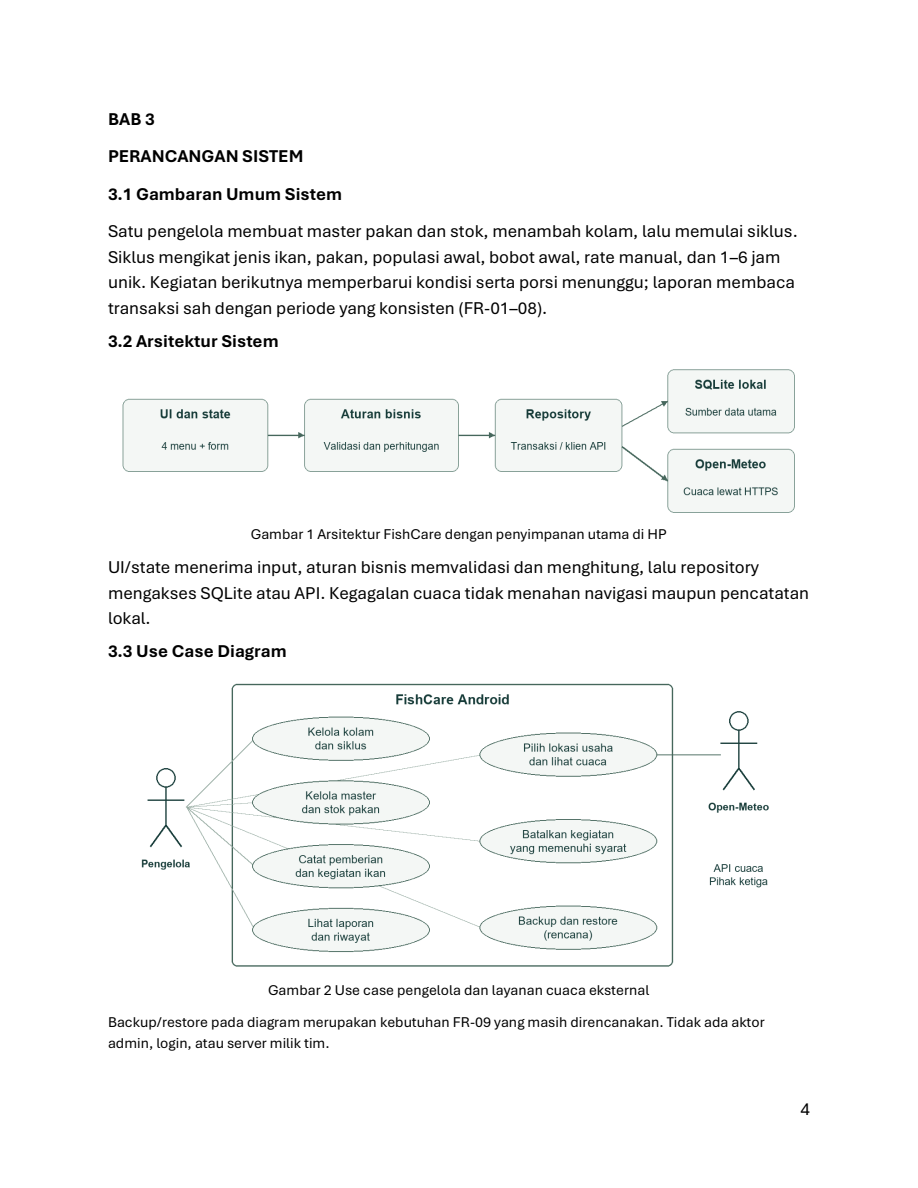 BAB 3
PERANCANGAN SISTEM
3.1 Gambaran Umum Sistem
Satu pengelola membuat master pakan dan stok, menambah kolam, lalu memulai siklus.
Siklus mengikat jenis ikan, pakan, populasi awal, bobot awal, rate manual, dan 1–6 jam
unik. Kegiatan berikutnya memperbarui kondisi serta porsi menunggu; laporan membaca
transaksi sah dengan periode yang konsisten (FR-01–08).
3.2 Arsitektur Sistem
UI dan state
4 menu + form
Aturan bisnis
Validasi dan perhitungan
Repository
Transaksi / klien API
SQLite lokal
Sumber data utama
Open-Meteo
Cuaca lewat HTTPS
Gambar 1 Arsitektur FishCare dengan penyimpanan utama di HP
UI/state menerima input, aturan bisnis memvalidasi dan menghitung, lalu repository
mengakses SQLite atau API. Kegagalan cuaca tidak menahan navigasi maupun pencatatan
lokal.
3.3 Use Case Diagram
FishCare Android
Pengelola
Kelola kolam
dan siklus
Kelola master
dan stok pakan
Catat pemberian
dan kegiatan ikan
Lihat laporan
dan riwayat
Pilih lokasi usaha
dan lihat cuaca
Batalkan kegiatan
yang memenuhi syarat
Backup dan restore
(rencana)
Open-Meteo
API cuaca
Pihak ketiga
Gambar 2 Use case pengelola dan layanan cuaca eksternal
Backup/restore pada diagram merupakan kebutuhan FR-09 yang masih direncanakan. Tidak ada aktor
admin, login, atau server milik tim.
4